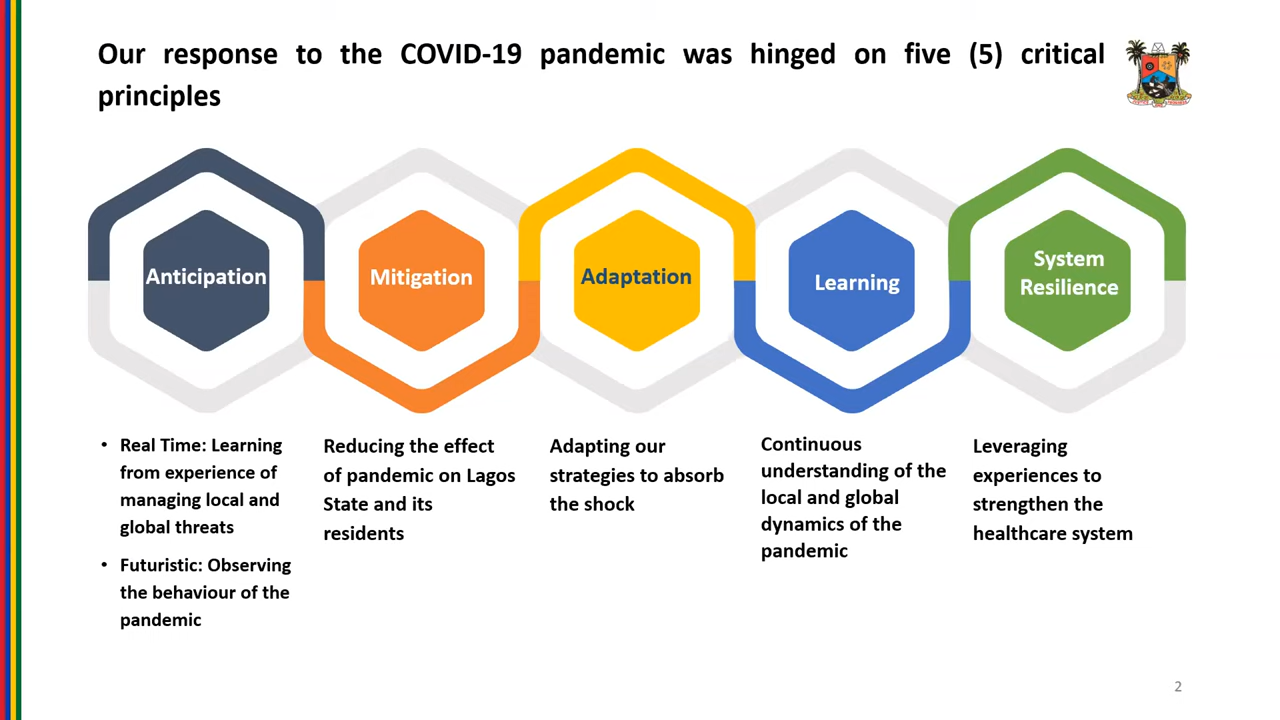 Our response to the COVID-19 pandemic was hinged on five (5) critical
principles
Anticipation
Mitigation
Adaptation
Learning
System
Resilience
• Real Time: Learning
from experience of
managing local and
global threats
• Futuristic: Observing
the behaviour of the
pandemic
Reducing the effect
of pandemic on Lagos
State and its
residents
Adapting our
strategies to absorb
the shock
Continuous
understanding of the
local and global
dynamics of the
pandemic
Leveraging
experiences to
strengthen the
healthcare system
2